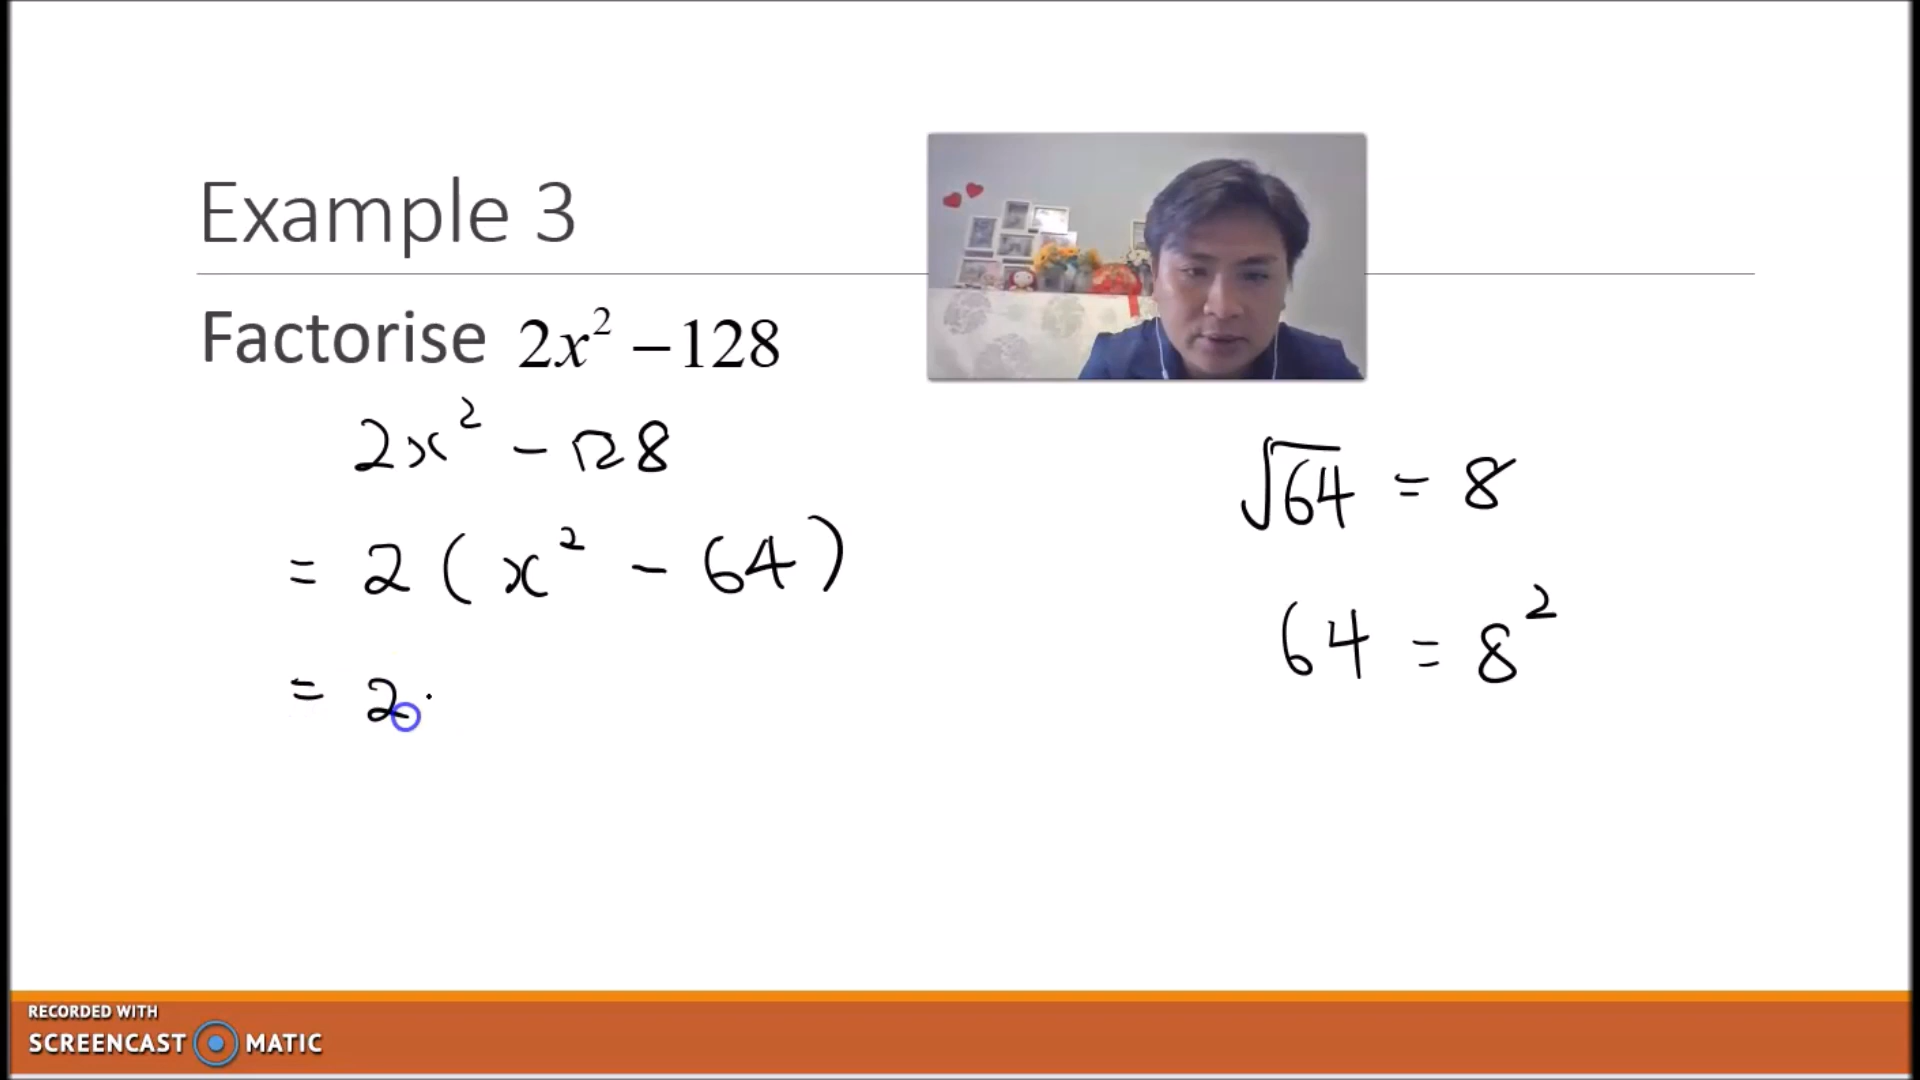 Example 3
Factorise 2x² − 128
2x² − 128
= 2 ( x² − 64 )
= 2
√64 = 8
64 = 8²
RECORDED WITH
SCREENCAST MATIC